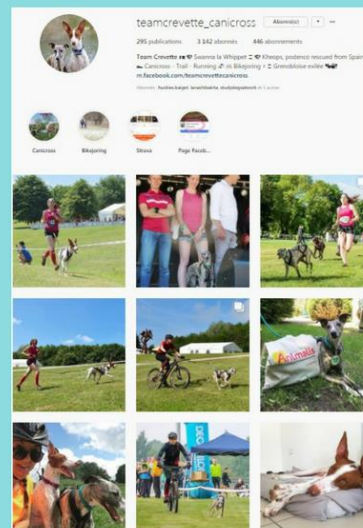 teamcrevette_canicross Abonné(e)
295 publications 3 142 abonnés 446 abonnements
Team Crevette Swanna la Whippet Kheops, podenco rescued from Spain
Canicross - Trail - Running Bikejoring Grenobloise exilée
m.facebook.com/teamcrevettecanicross
Canicross Bikejoring Strava Page Faceb...
Animalis